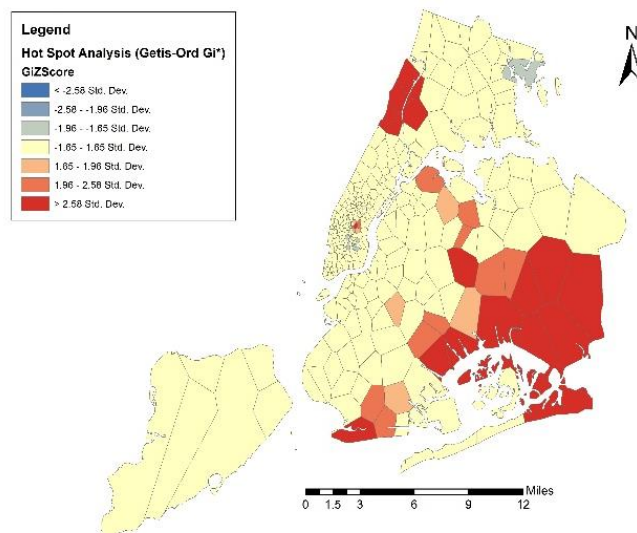 Legend
Hot Spot Analysis (Getis-Ord Gi*)
GiZScore
< -2.58 Std. Dev.
-2.58 - -1.96 Std. Dev.
-1.96 - -1.65 Std. Dev.
-1.65 - 1.65 Std. Dev.
1.65 - 1.96 Std. Dev.
1.96 - 2.58 Std. Dev.
> 2.58 Std. Dev.
N
Miles
0 1.5 3 6 9 12